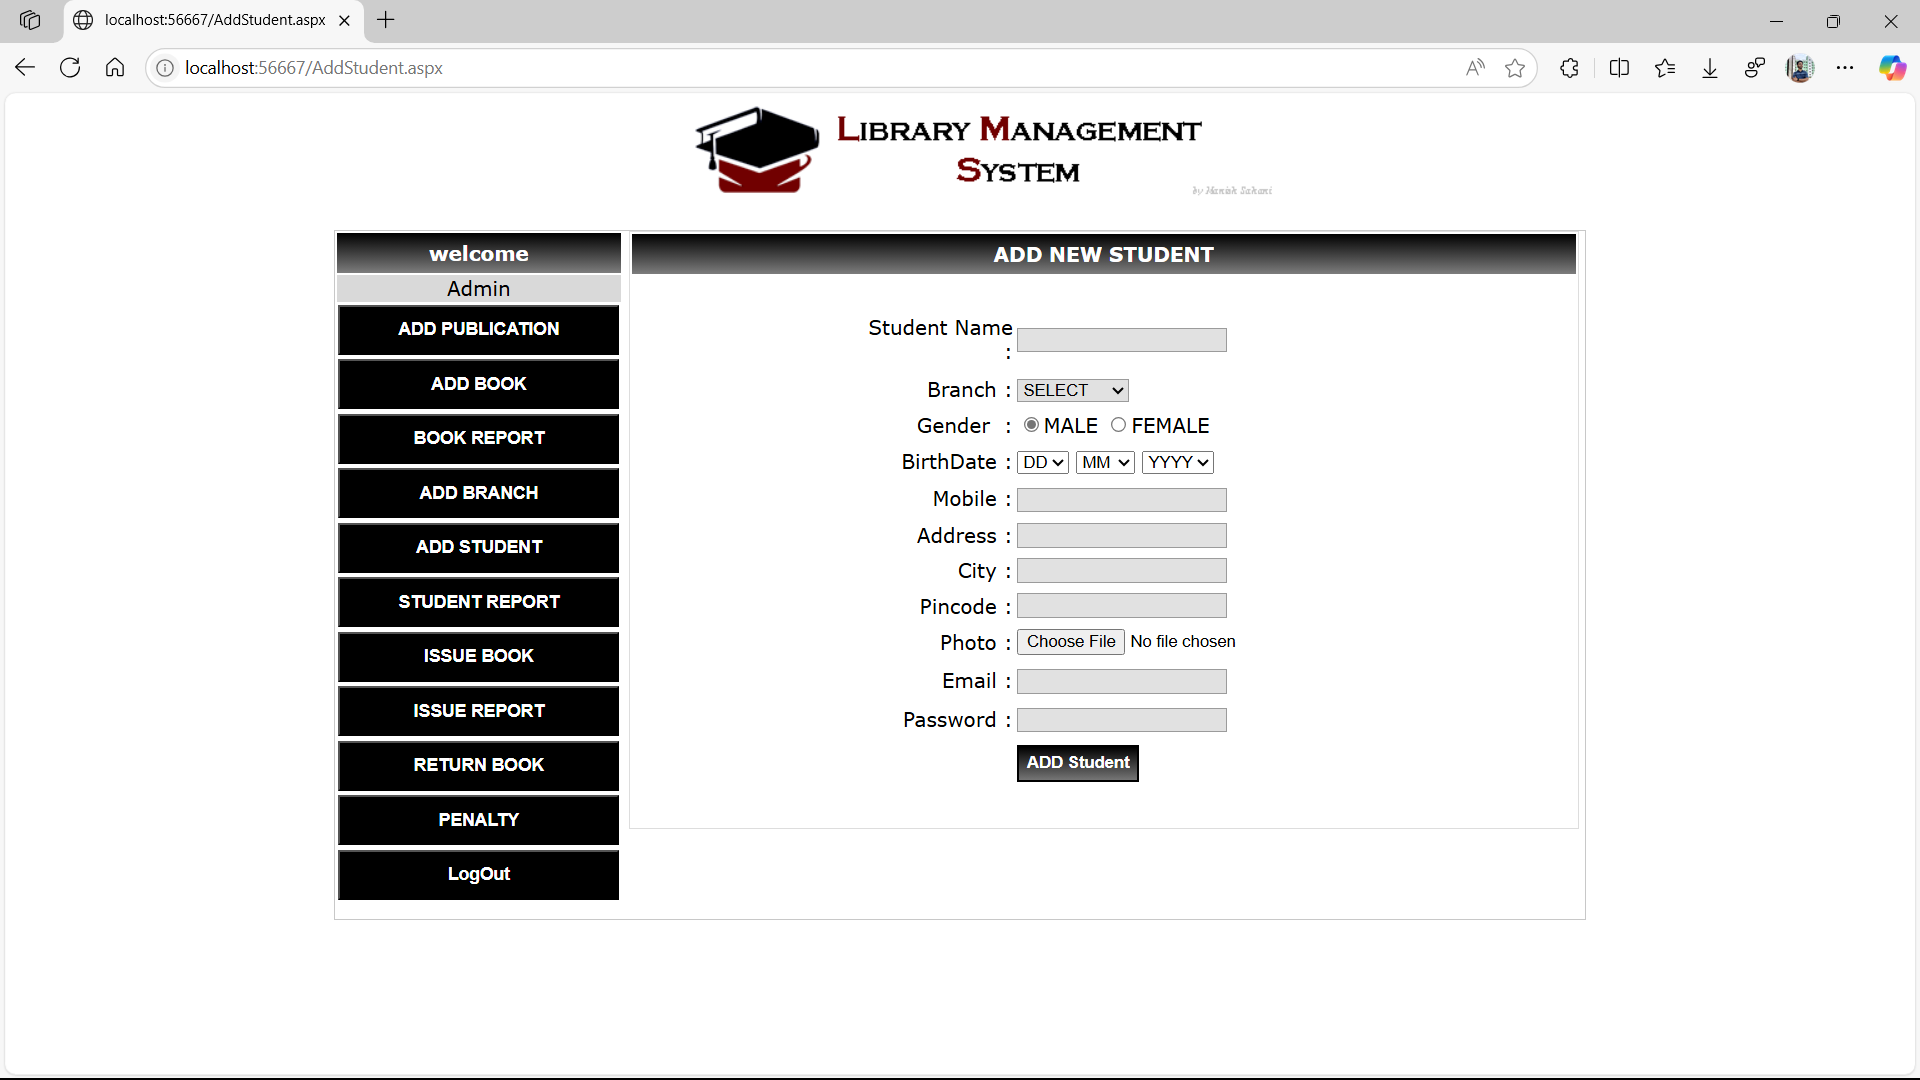 localhost:56667/AddStudent.aspx
localhost:56667/AddStudent.aspx
LIBRARY MANAGEMENT
SYSTEM
by Manish Sahani
welcome
Admin
ADD PUBLICATION
ADD BOOK
BOOK REPORT
ADD BRANCH
ADD STUDENT
STUDENT REPORT
ISSUE BOOK
ISSUE REPORT
RETURN BOOK
PENALTY
LogOut
ADD NEW STUDENT
Student Name
:
Branch : SELECT
Gender : MALE FEMALE
BirthDate : DD MM YYYY
Mobile :
Address :
City :
Pincode :
Photo : Choose File No file chosen
Email :
Password :
ADD Student